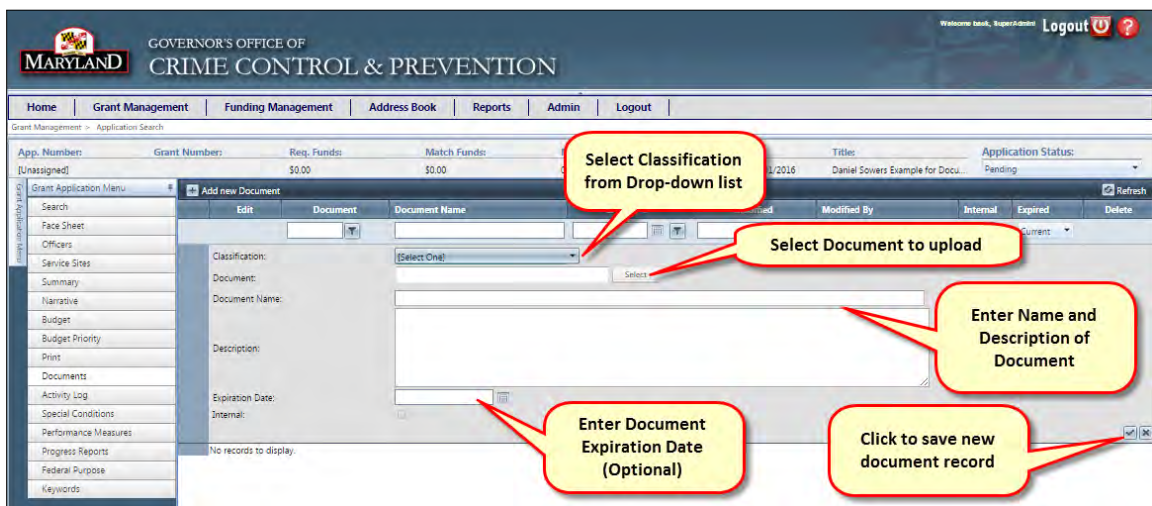 Welcome back, SuperAdmin! Logout
MARYLAND
GOVERNOR'S OFFICE OF
CRIME CONTROL & PREVENTION
Home | Grant Management | Funding Management | Address Book | Reports | Admin | Logout
Grant Management > Application Search
App. Number: Grant Number: Req. Funds: Match Funds: Title: Application Status:
[Unassigned] $0.00 $0.00 1/2016 Daniel Sowers Example for Docu... Pending
Grant Application Menu
Grant Application Menu
Search
Face Sheet
Officers
Service Sites
Summary
Narrative
Budget
Budget Priority
Print
Documents
Activity Log
Special Conditions
Performance Measures
Progress Reports
Federal Purpose
Keywords
Add new Document Refresh
Edit Document Document Name Modified By Internal Expired Delete
Current
Classification: [Select One]
Document: Select
Document Name:
Description:
Expiration Date:
Internal:
No records to display.
Select Classification
from Drop-down list
Select Document to upload
Enter Name and
Description of
Document
Enter Document
Expiration Date
(Optional)
Click to save new
document record